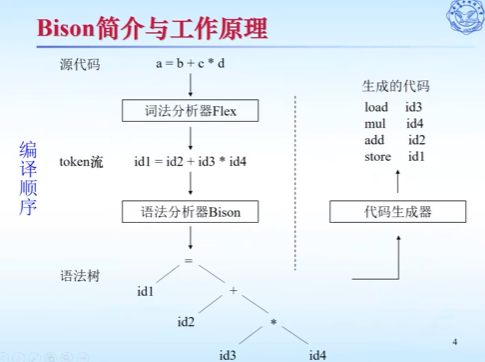 Bison简介与工作原理
源代码
a = b + c * d
词法分析器Flex
编译顺序
token流
id1 = id2 + id3 * id4
语法分析器Bison
语法树
=
id1
+
id2
*
id3
id4
生成的代码
load id3
mul id4
add id2
store id1
代码生成器
4